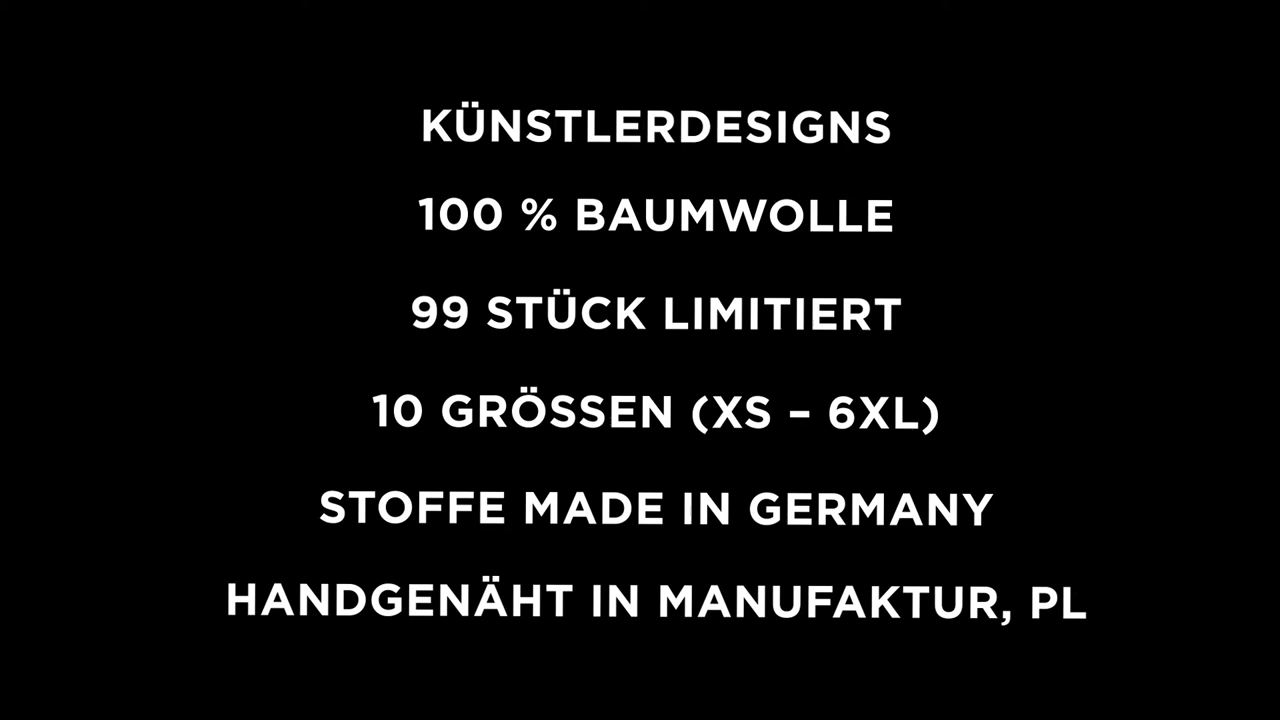 KÜNSTLERDESIGNS
100 % BAUMWOLLE
99 STÜCK LIMITIERT
10 GRÖSSEN (XS – 6XL)
STOFFE MADE IN GERMANY
HANDGENÄHT IN MANUFAKTUR, PL